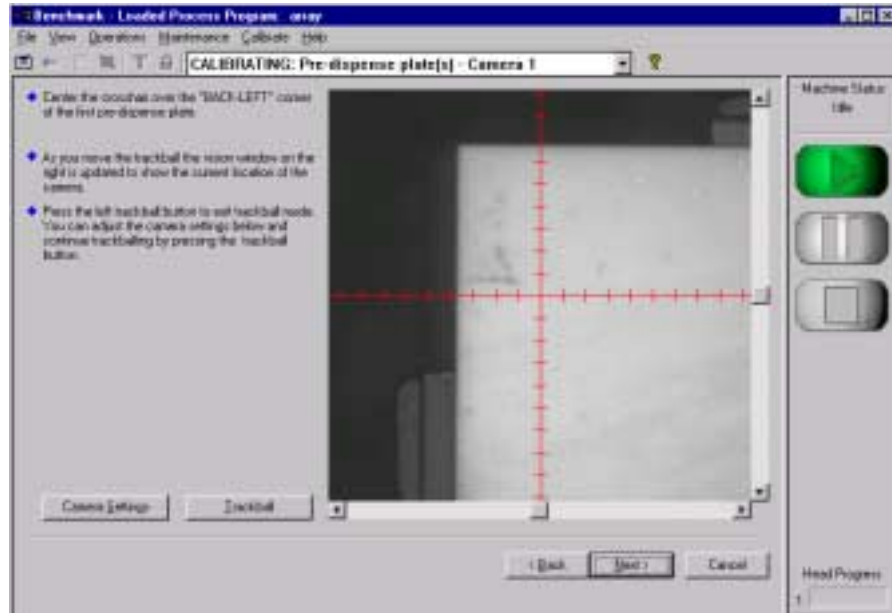 Benchmark - Loaded Process Program: array
File View Operations Maintenance Calibrate Help
CALIBRATING: Pre-dispense plate(s) - Camera 1
Center the crosshair over the "BACK-LEFT" corner
of the first pre-dispense plate.
As you move the trackball the vision window on the
right is updated to show the current location of the
camera.
Press the left trackball button to exit trackball mode.
You can adjust the camera settings below and
continue trackballing by pressing the trackball
button.
Camera Settings
Trackball
< Back
Next >
Cancel
Machine Status
Idle
Head Progress
1